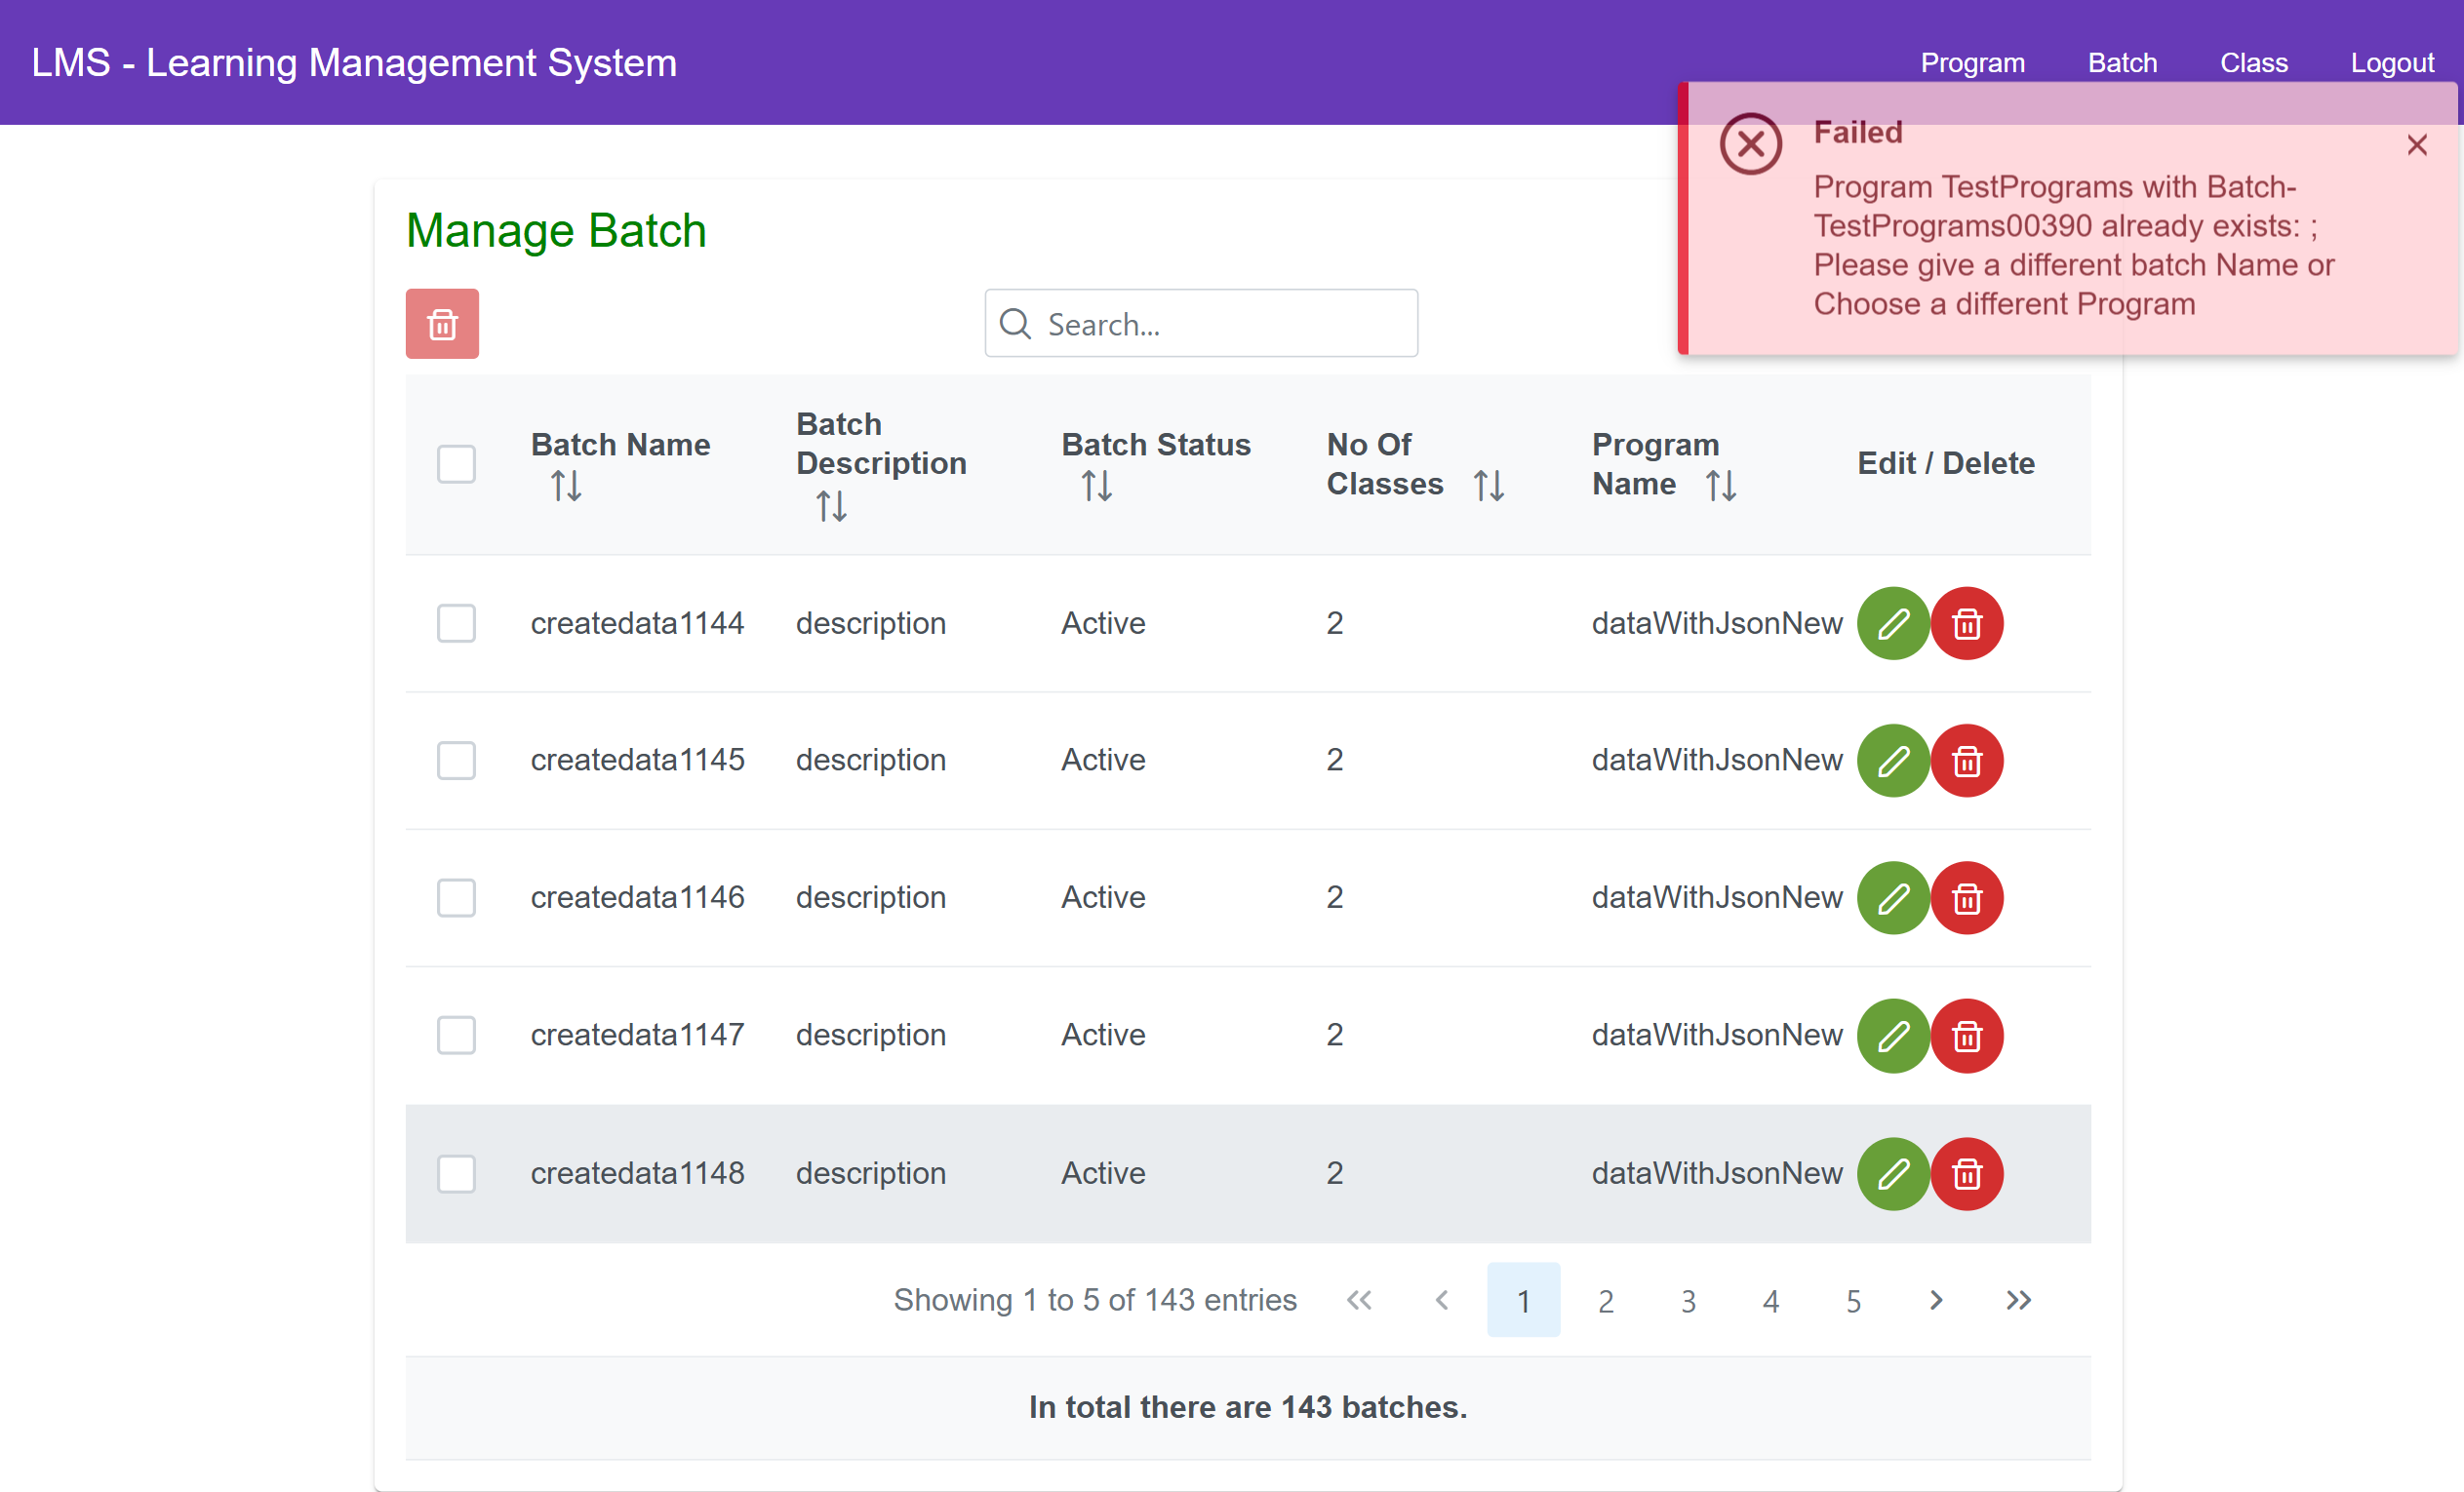 LMS - Learning Management System
Program Batch Class Logout
Failed
Program TestPrograms with Batch-
TestPrograms00390 already exists: ;
Please give a different batch Name or
Choose a different Program
Manage Batch
Search...
Batch Name
Batch
Description
Batch Status
No Of
Classes
Program
Name
Edit / Delete
createdata1144 description Active 2 dataWithJsonNew
createdata1145 description Active 2 dataWithJsonNew
createdata1146 description Active 2 dataWithJsonNew
createdata1147 description Active 2 dataWithJsonNew
createdata1148 description Active 2 dataWithJsonNew
Showing 1 to 5 of 143 entries 1 2 3 4 5
In total there are 143 batches.